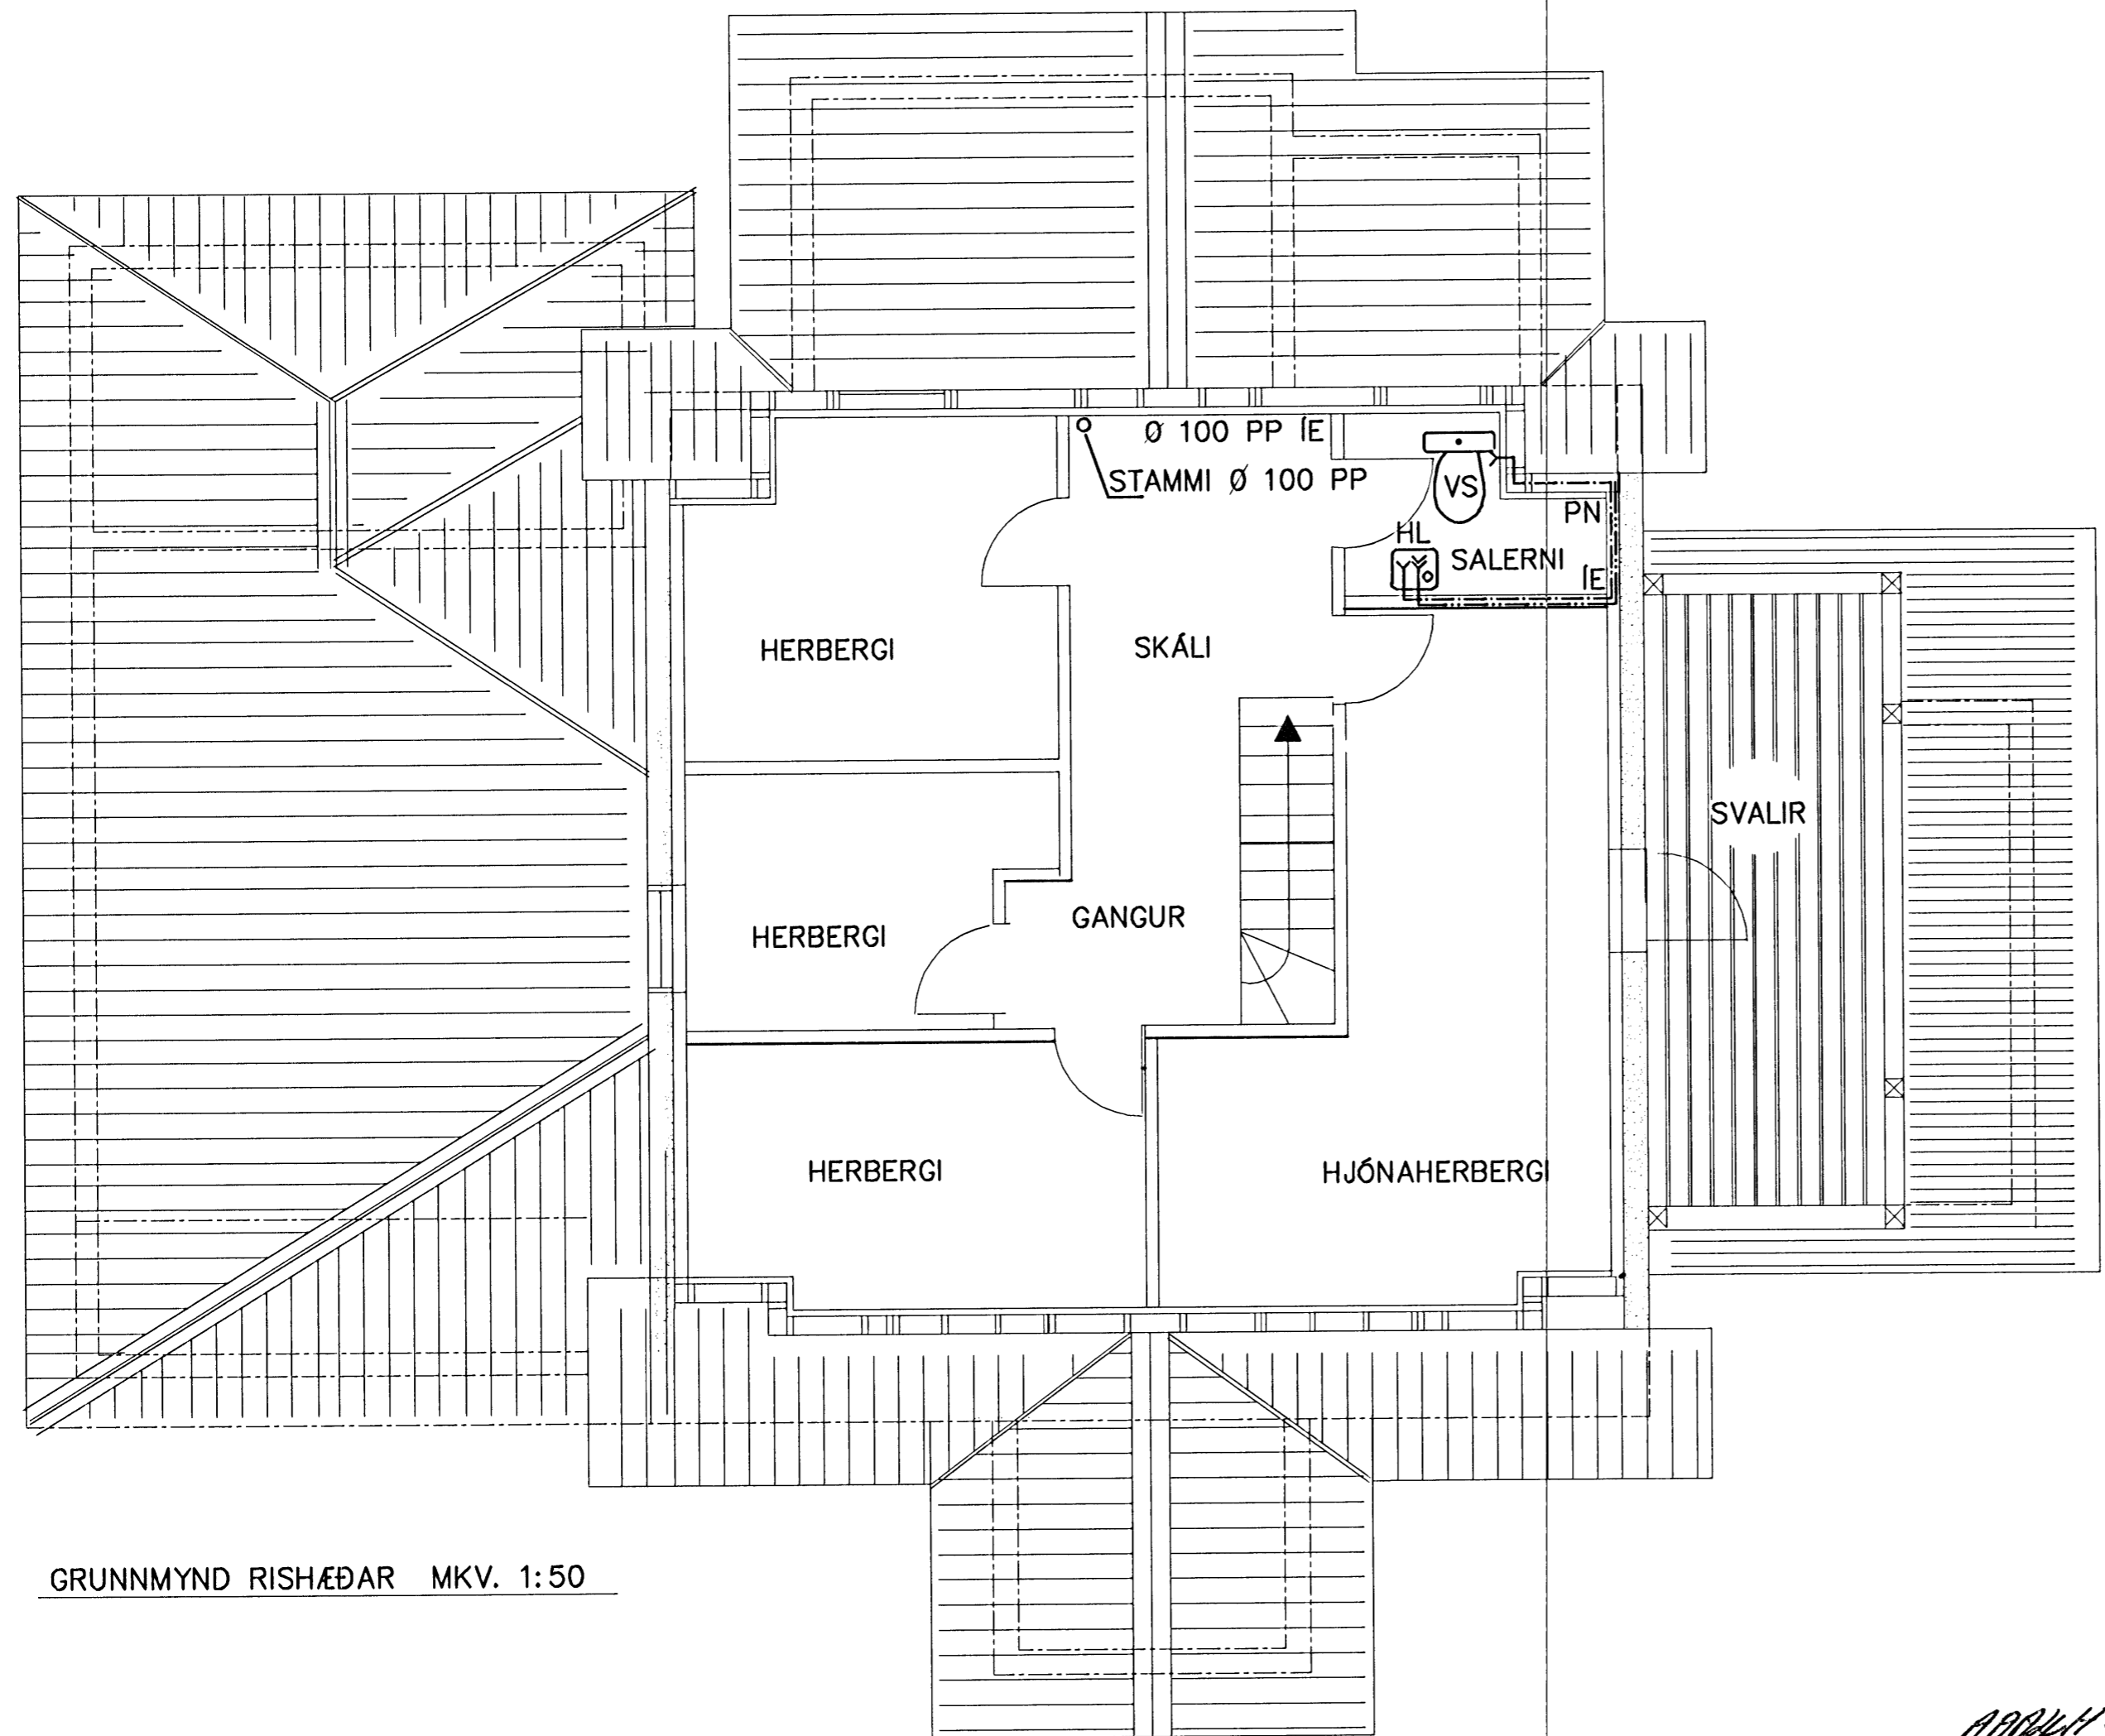 Ø 100 PP ÍE
STAMMI Ø 100 PP
VS
PN
HL
SALERNI
ÍE
HERBERGI
SKÁLI
SVALIR
HERBERGI
GANGUR
HERBERGI
HJÓNAHERBERGI
GRUNNMYND RISHÆÐAR MKV. 1:50